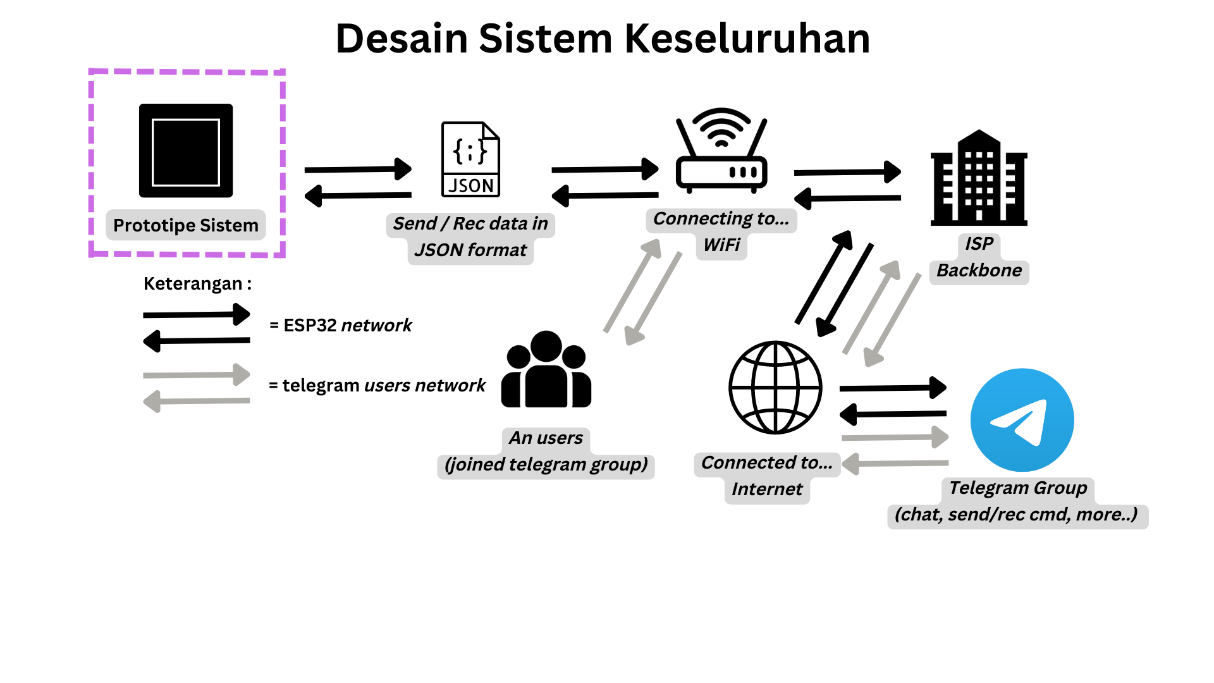 Desain Sistem Keseluruhan
{;}
JSON
Prototipe Sistem
Send / Rec data in
JSON format
Connecting to...
WiFi
ISP
Backbone
Keterangan :
= ESP32 network
= telegram users network
An users
(joined telegram group)
Connected to...
Internet
Telegram Group
(chat, send/rec cmd, more..)